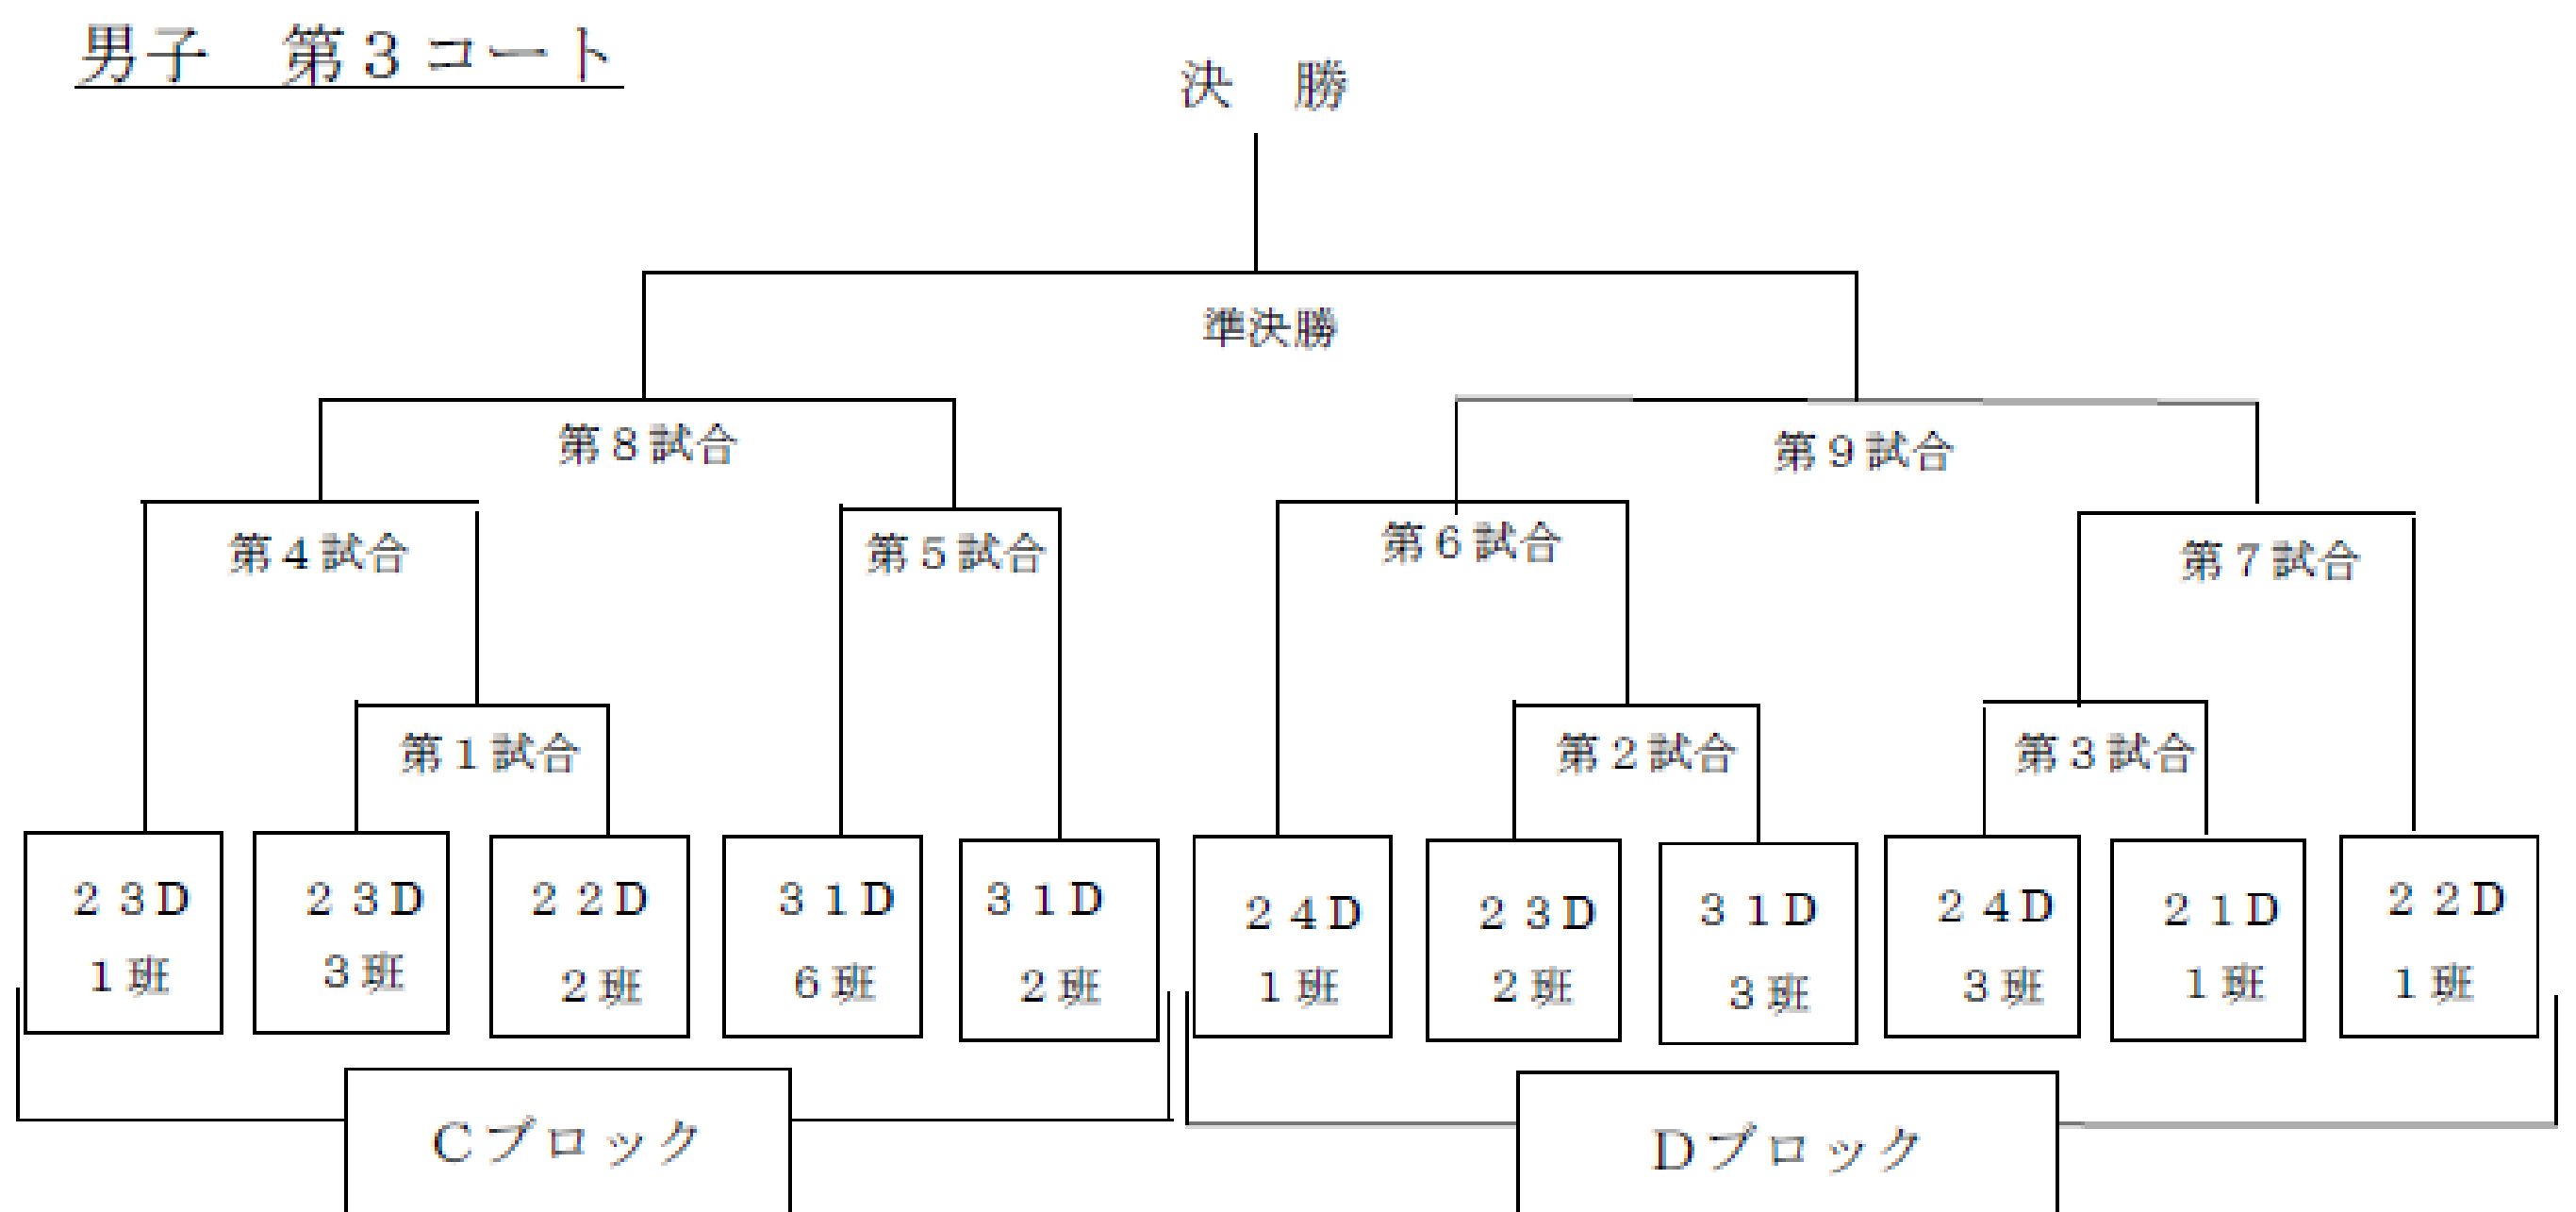 男子　第３コート
決　勝
準決勝
第８試合
第９試合
第４試合
第５試合
第６試合
第７試合
第１試合
第２試合
第３試合
２３D
１班
２３D
３班
２２D
２班
３１D
６班
３１D
２班
２４D
１班
２３D
２班
３１D
３班
２４D
３班
２１D
１班
２２D
１班
Cブロック
Dブロック